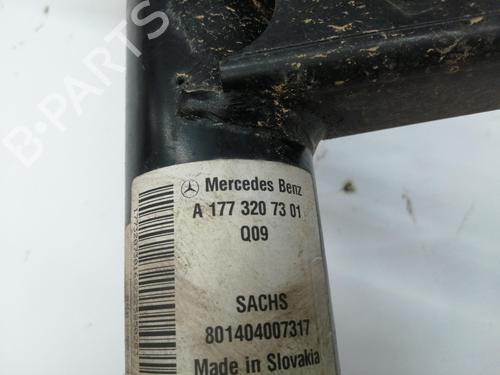 B-PARTS
Mercedes Benz
A 177 320 73 01
Q09
SACHS
801404007317
Made in Slovakia